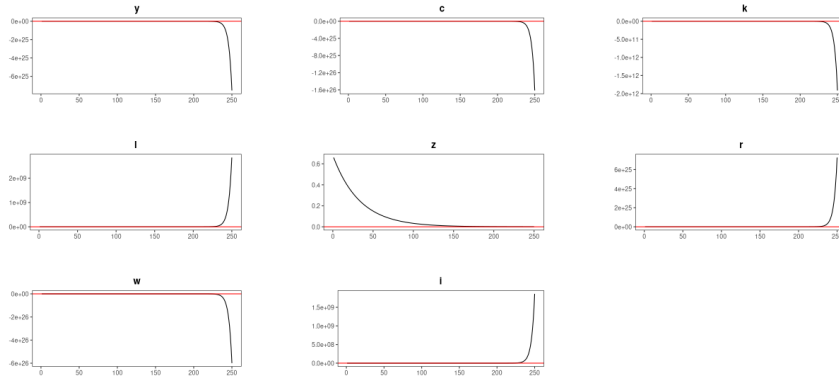 y
0e+00
-2e+25
-4e+25
-6e+25
0 50 100 150 200 250
c
0.0e+00
-4.0e+25
-8.0e+25
-1.2e+26
-1.6e+26
0 50 100 150 200 250
k
0.0e+00
-5.0e+11
-1.0e+12
-1.5e+12
-2.0e+12
0 50 100 150 200 250
l
2e+09
1e+09
0e+00
0 50 100 150 200 250
z
0.6
0.4
0.2
0.0
0 50 100 150 200 250
r
6e+25
4e+25
2e+25
0e+00
0 50 100 150 200 250
w
0e+00
-2e+26
-4e+26
-6e+26
0 50 100 150 200 250
i
1.5e+09
1.0e+09
5.0e+08
0.0e+00
0 50 100 150 200 250